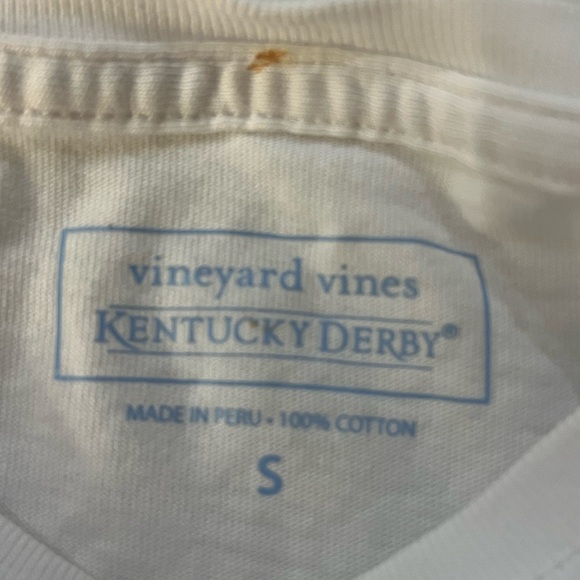 vineyard vines
KENTUCKY DERBY®
MADE IN PERU • 100% COTTON
S